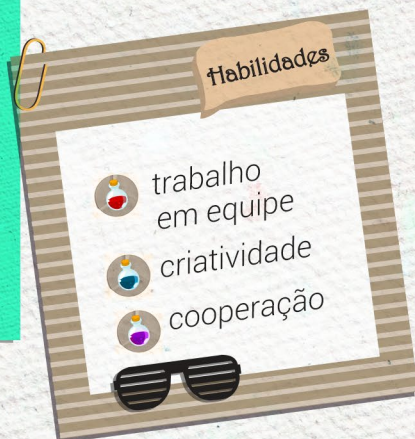 Habilidades
trabalho
em equipe
criatividade
cooperação